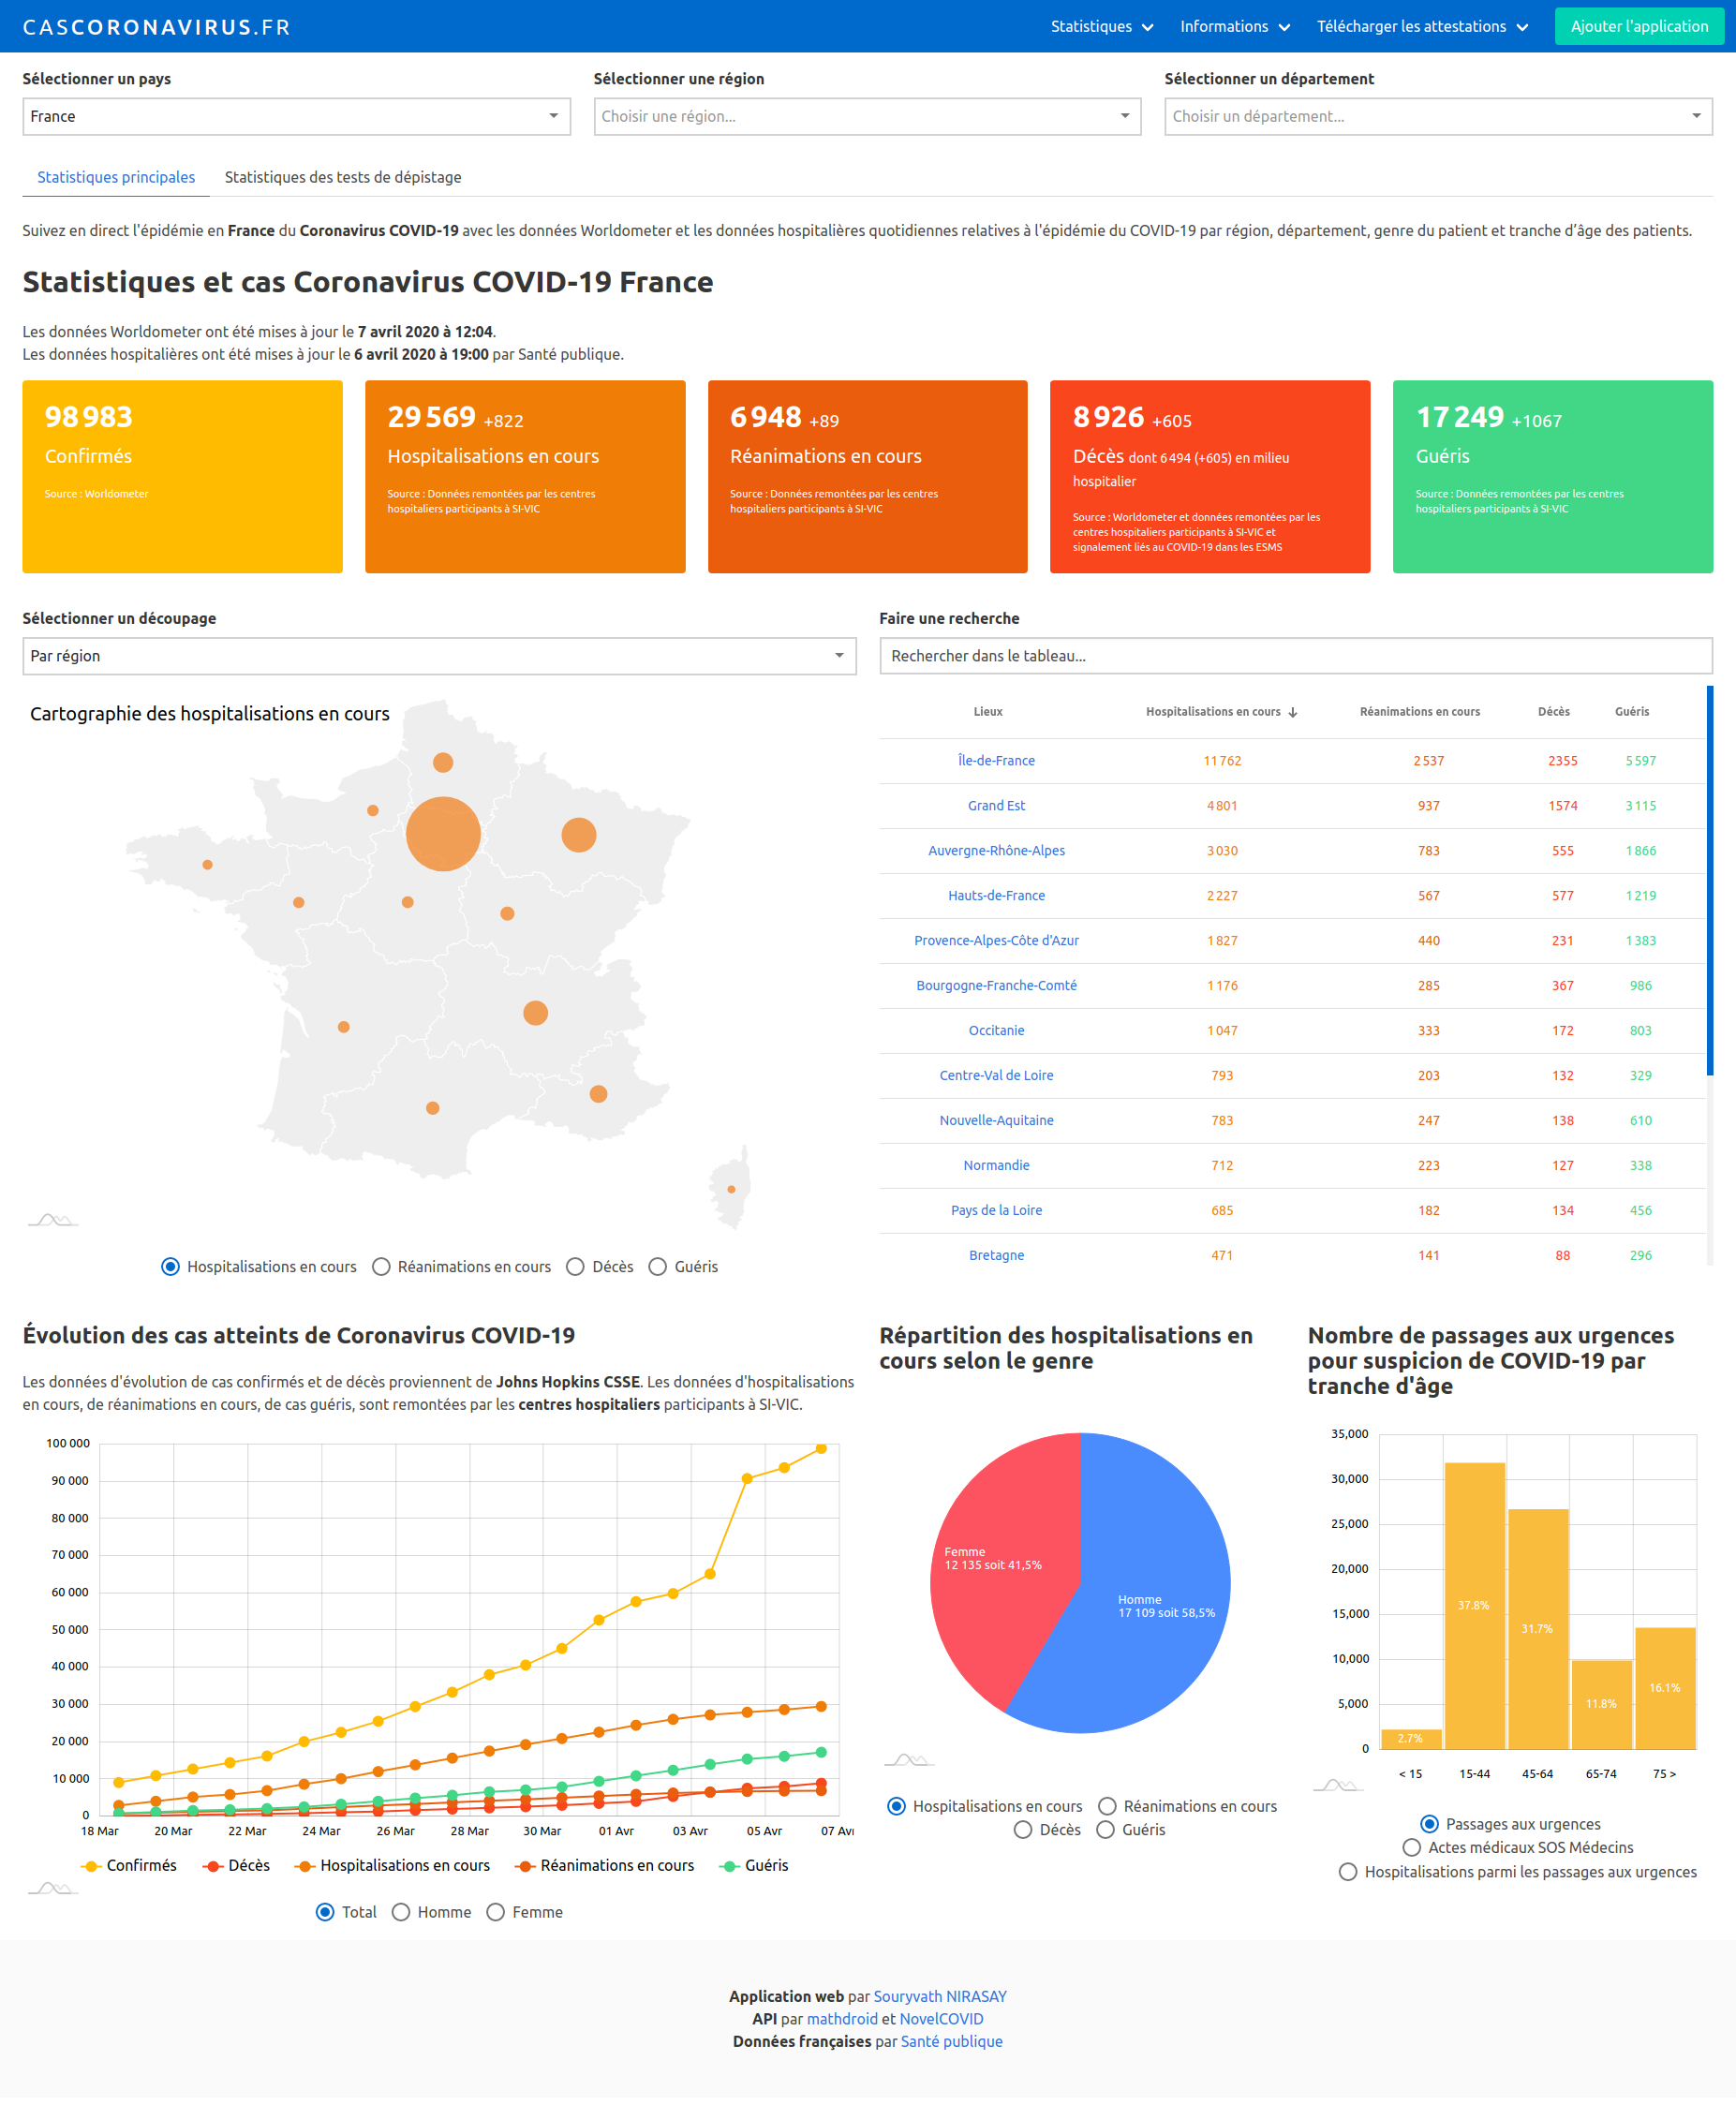 CASCORONAVIRUS.FR
Statistiques
Informations
Télécharger les attestations
Ajouter l'application
Sélectionner un pays
Sélectionner une région
Sélectionner un département
France
Choisir une région...
Choisir un département...
Statistiques principales
Statistiques des tests de dépistage
Suivez en direct l'épidémie en France du Coronavirus COVID-19 avec les données Worldometer et les données hospitalières quotidiennes relatives à l'épidémie du COVID-19 par région, département, genre du patient et tranche d'âge des patients.
Statistiques et cas Coronavirus COVID-19 France
Les données Worldometer ont été mises à jour le 7 avril 2020 à 12:04.
Les données hospitalières ont été mises à jour le 6 avril 2020 à 19:00 par Santé publique.
98 983
Confirmés
Source : Worldometer
29 569 +822
Hospitalisations en cours
Source : Données remontées par les centres
hospitaliers participants à SI-VIC
6 948 +89
Réanimations en cours
Source : Données remontées par les centres
hospitaliers participants à SI-VIC
8 926 +605
Décès dont 6 494 (+605) en milieu
hospitalier
Source : Worldometer et données remontées par les
centres hospitaliers participants à SI-VIC et
signalement liés au COVID-19 dans les ESMS
17 249 +1067
Guéris
Source : Données remontées par les centres
hospitaliers participants à SI-VIC
Sélectionner un découpage
Par région
Cartographie des hospitalisations en cours
Hospitalisations en cours Réanimations en cours Décès Guéris
Faire une recherche
Rechercher dans le tableau...
Lieux Hospitalisations en cours Réanimations en cours Décès Guéris
Île-de-France 11 762 2 537 2355 5 597
Grand Est 4 801 937 1574 3 115
Auvergne-Rhône-Alpes 3 030 783 555 1 866
Hauts-de-France 2 227 567 577 1 219
Provence-Alpes-Côte d'Azur 1 827 440 231 1 383
Bourgogne-Franche-Comté 1 176 285 367 986
Occitanie 1 047 333 172 803
Centre-Val de Loire 793 203 132 329
Nouvelle-Aquitaine 783 247 138 610
Normandie 712 223 127 338
Pays de la Loire 685 182 134 456
Bretagne 471 141 88 296
Évolution des cas atteints de Coronavirus COVID-19
Les données d'évolution de cas confirmés et de décès proviennent de Johns Hopkins CSSE. Les données d'hospitalisations
en cours, de réanimations en cours, de cas guéris, sont remontées par les centres hospitaliers participants à SI-VIC.
100 000
90 000
80 000
70 000
60 000
50 000
40 000
30 000
20 000
10 000
0
18 Mar 20 Mar 22 Mar 24 Mar 26 Mar 28 Mar 30 Mar 01 Avr 03 Avr 05 Avr 07 Avr
Confirmés Décès Hospitalisations en cours Réanimations en cours Guéris
Total Homme Femme
Répartition des hospitalisations en
cours selon le genre
Femme
12 135 soit 41,5%
Homme
17 109 soit 58,5%
Hospitalisations en cours Réanimations en cours
Décès Guéris
Nombre de passages aux urgences
pour suspicion de COVID-19 par
tranche d'âge
35,000
30,000
25,000
20,000
15,000
10,000
5,000
0
37.8%
31.7%
16.1%
11.8%
2.7%
< 15 15-44 45-64 65-74 75 >
Passages aux urgences
Actes médicaux SOS Médecins
Hospitalisations parmi les passages aux urgences
Application web par Souryvath NIRASAY
API par mathdroid et NovelCOVID
Données françaises par Santé publique